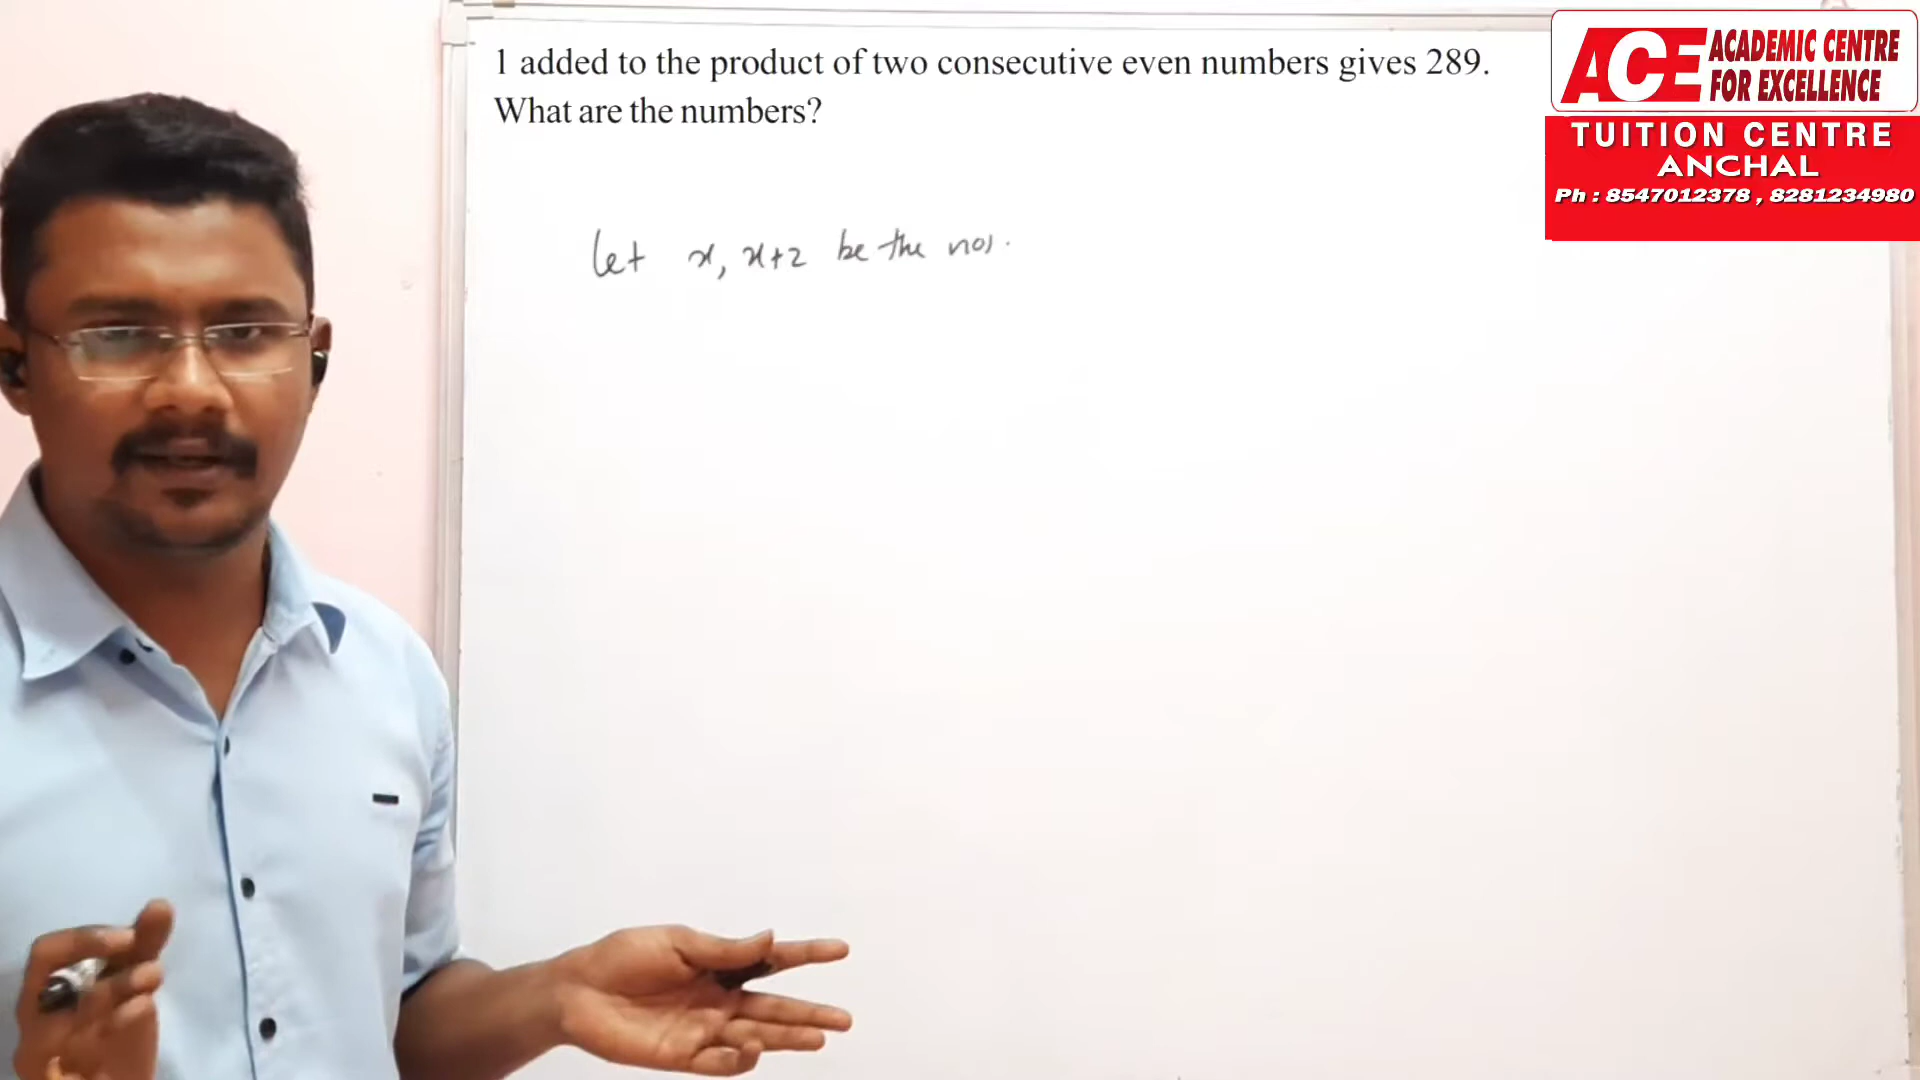 1 added to the product of two consecutive even numbers gives 289.
What are the numbers?
let x, x+2 be the nos.
ACE ACADEMIC CENTRE
FOR EXCELLENCE
TUITION CENTRE
ANCHAL
Ph : 8547012378 , 8281234980